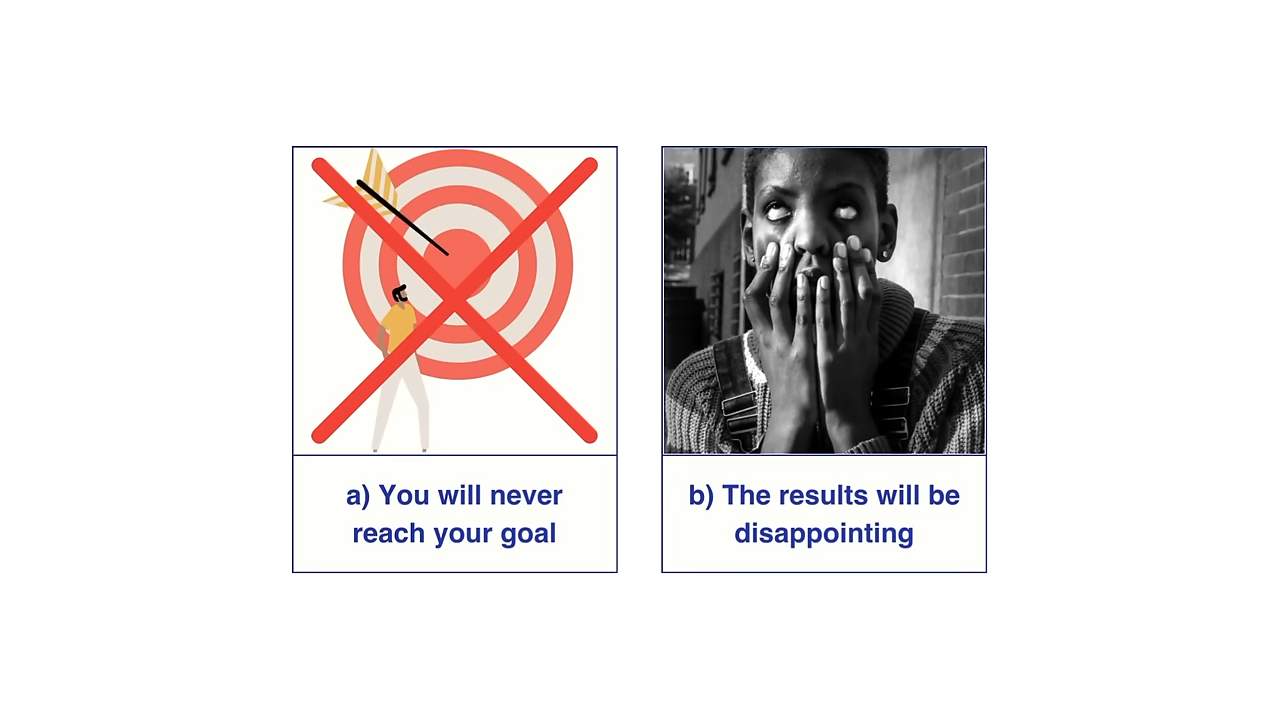 a) You will never
reach your goal
b) The results will be
disappointing